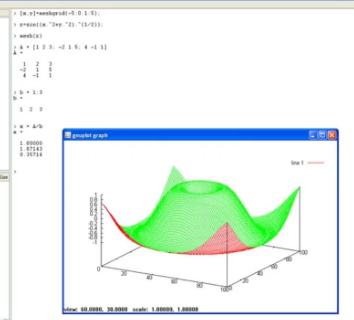 > [x,y]=meshgrid(-5:0.1:5);
> z=sin((x.^2+y.^2).^(1/2));
> mesh(z)
> A = [1 2 3; -2 1 5; 4 -1 1]
A =
1 2 3
-2 1 5
4 -1 1
> b = 1:3
b =
1 2 3
> x = A/b
x =
1.00000
1.07143
0.35714
>
gnuplot graph
line 1
1
0.8
0.6
0.4
0.2
0
-0.2
-0.4
-0.6
-0.8
-1
0
20
40
60
80
100
0
20
40
60
80
100
view: 60.0000, 30.0000 scale: 1.00000, 1.00000